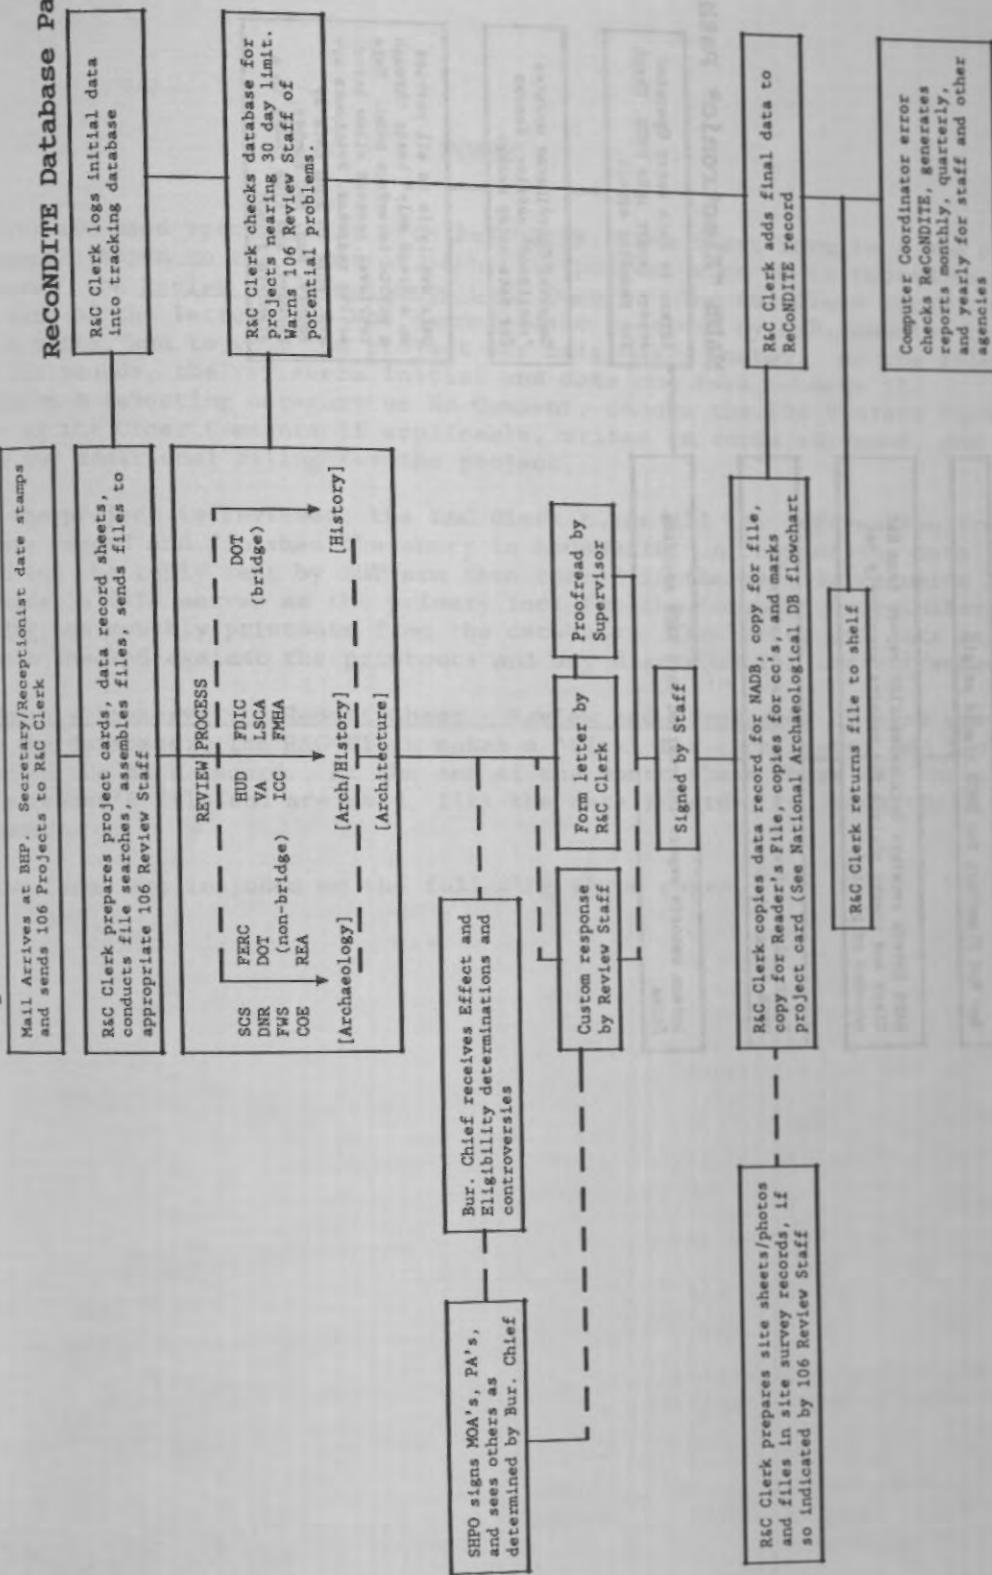 ReCoNDITE Database Pa
Mail Arrives at BHP. Secretary/Receptionist date stamps
and sends 106 Projects to R&C Clerk
R&C Clerk logs initial data
into tracking database
R&C Clerk prepares project cards, data record sheets,
conducts file searches, assembles files, sends files to
appropriate 106 Review Staff
R&C Clerk checks database for
projects nearing 30 day limit.
Warns 106 Review Staff of
potential problems.
REVIEW PROCESS
SCS FERC HUD FDIC DOT
DNR DOT VA LSCA (bridge)
FWS (non-bridge) ICC FMHA
COE REA
[Archaeology] [Arch/History] [History]
[Architecture]
SHPO signs MOA's, PA's,
and sees others as
determined by Bur. Chief
Bur. Chief receives Effect and
Eligibility determinations and
controversies
Custom response
by Review Staff
Form letter by
R&C Clerk
Proofread by
Supervisor
Signed by Staff
R&C Clerk prepares site sheets/photos
and files in site survey records, if
so indicated by 106 Review Staff
R&C Clerk copies data record for NADB, copy for file,
copy for Reader's File, copies for cc's, and marks
project card (See National Archaeological DB flowchart
R&C Clerk adds final data to
ReCoNDITE record
R&C Clerk returns file to shelf
Computer Coordinator error
checks ReCoNDITE, generates
reports monthly, quarterly,
and yearly for staff and other
agencies